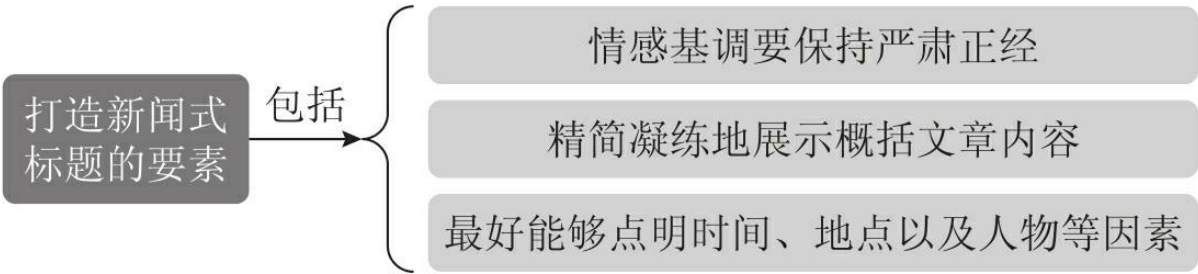 打造新闻式
标题的要素
包括
情感基调要保持严肃正经
精简凝练地展示概括文章内容
最好能够点明时间、地点以及人物等因素